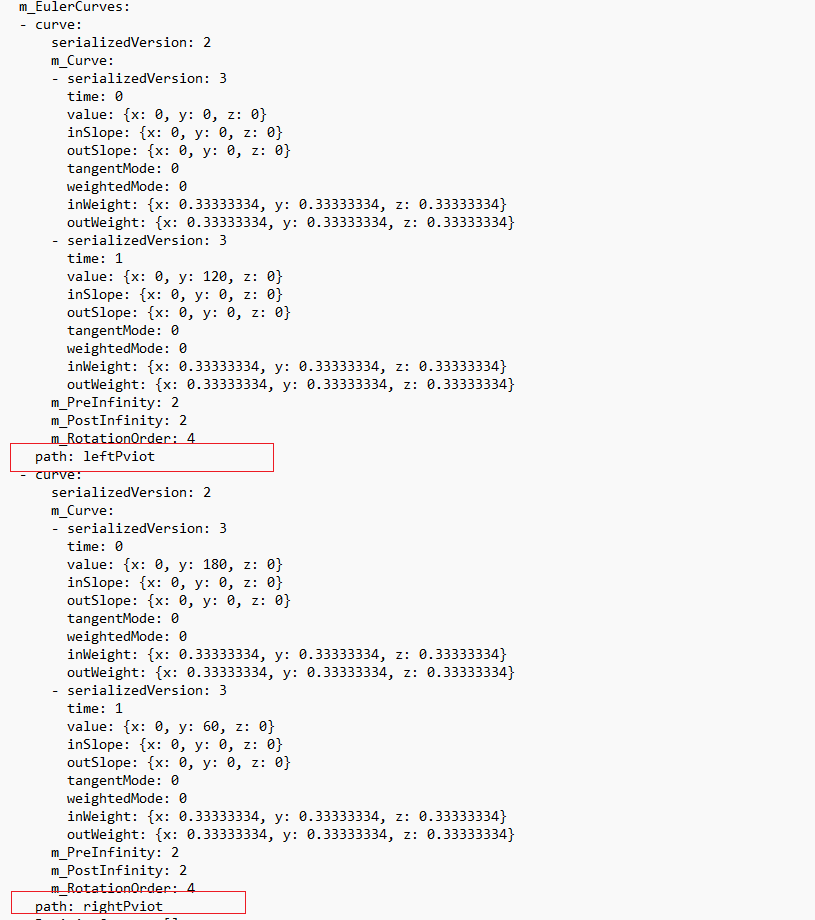 m_EulerCurves:
- curve:
serializedVersion: 2
m_Curve:
- serializedVersion: 3
time: 0
value: {x: 0, y: 0, z: 0}
inSlope: {x: 0, y: 0, z: 0}
outSlope: {x: 0, y: 0, z: 0}
tangentMode: 0
weightedMode: 0
inWeight: {x: 0.33333334, y: 0.33333334, z: 0.33333334}
outWeight: {x: 0.33333334, y: 0.33333334, z: 0.33333334}
- serializedVersion: 3
time: 1
value: {x: 0, y: 120, z: 0}
inSlope: {x: 0, y: 0, z: 0}
outSlope: {x: 0, y: 0, z: 0}
tangentMode: 0
weightedMode: 0
inWeight: {x: 0.33333334, y: 0.33333334, z: 0.33333334}
outWeight: {x: 0.33333334, y: 0.33333334, z: 0.33333334}
m_PreInfinity: 2
m_PostInfinity: 2
m_RotationOrder: 4
path: leftPviot
- curve:
serializedVersion: 2
m_Curve:
- serializedVersion: 3
time: 0
value: {x: 0, y: 180, z: 0}
inSlope: {x: 0, y: 0, z: 0}
outSlope: {x: 0, y: 0, z: 0}
tangentMode: 0
weightedMode: 0
inWeight: {x: 0.33333334, y: 0.33333334, z: 0.33333334}
outWeight: {x: 0.33333334, y: 0.33333334, z: 0.33333334}
- serializedVersion: 3
time: 1
value: {x: 0, y: 60, z: 0}
inSlope: {x: 0, y: 0, z: 0}
outSlope: {x: 0, y: 0, z: 0}
tangentMode: 0
weightedMode: 0
inWeight: {x: 0.33333334, y: 0.33333334, z: 0.33333334}
outWeight: {x: 0.33333334, y: 0.33333334, z: 0.33333334}
m_PreInfinity: 2
m_PostInfinity: 2
m_RotationOrder: 4
path: rightPviot